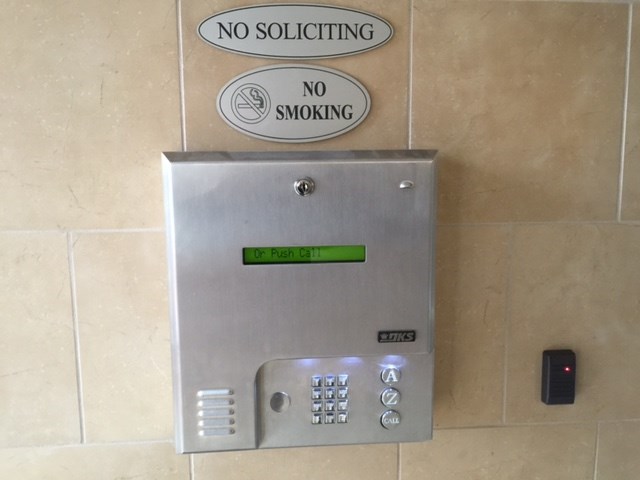 NO SOLICITING
NO
SMOKING
Or Push Call
DKS
A
Z
CALL